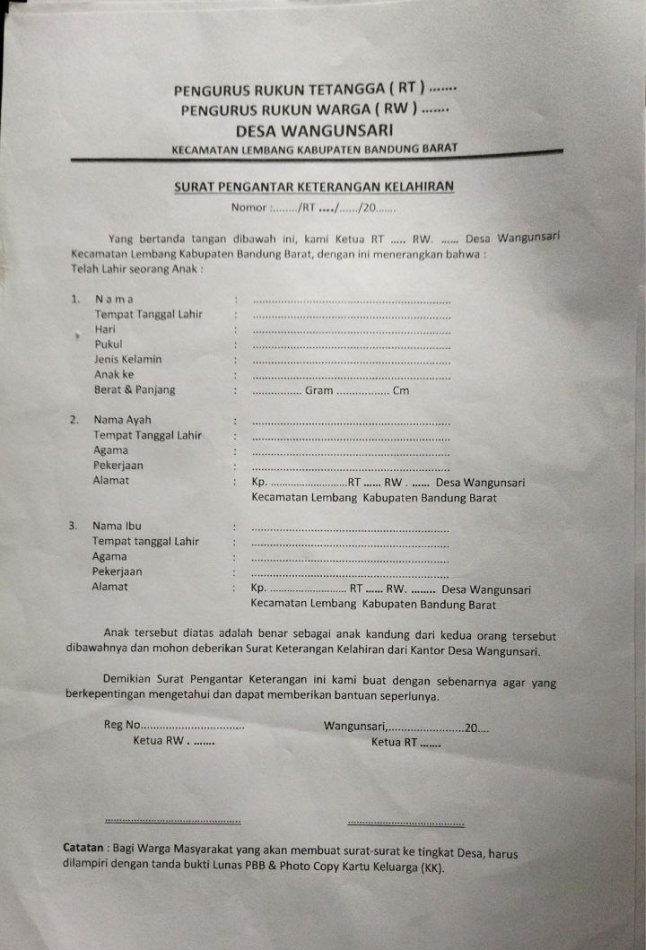 PENGURUS RUKUN TETANGGA ( RT ) .......
PENGURUS RUKUN WARGA ( RW ) .......
DESA WANGUNSARI
KECAMATAN LEMBANG KABUPATEN BANDUNG BARAT
SURAT PENGANTAR KETERANGAN KELAHIRAN
Nomor :......../RT ..../....../20.......
Yang bertanda tangan dibawah ini, kami Ketua RT ..... RW. ...... Desa Wangunsari
Kecamatan Lembang Kabupaten Bandung Barat, dengan ini menerangkan bahwa :
Telah Lahir seorang Anak :
1. N a m a : ....................................................
Tempat Tanggal Lahir : ....................................................
Hari : ....................................................
Pukul : ....................................................
Jenis Kelamin : ....................................................
Anak ke : ....................................................
Berat & Panjang : ............... Gram ................ Cm
2. Nama Ayah : ....................................................
Tempat Tanggal Lahir : ....................................................
Agama : ....................................................
Pekerjaan : ....................................................
Alamat : Kp. ............................RT ...... RW . ...... Desa Wangunsari
Kecamatan Lembang Kabupaten Bandung Barat
3. Nama Ibu : ....................................................
Tempat tanggal Lahir : ....................................................
Agama : ....................................................
Pekerjaan : ....................................................
Alamat : Kp. ............................ RT ...... RW. ........ Desa Wangunsari
Kecamatan Lembang Kabupaten Bandung Barat
Anak tersebut diatas adalah benar sebagai anak kandung dari kedua orang tersebut
dibawahnya dan mohon deberikan Surat Keterangan Kelahiran dari Kantor Desa Wangunsari.
Demikian Surat Pengantar Keterangan ini kami buat dengan sebenarnya agar yang
berkepentingan mengetahui dan dapat memberikan bantuan seperlunya.
Reg No................................. Wangunsari,.........................20....
Ketua RW . ....... Ketua RT .......
............................................ ......................................
Catatan : Bagi Warga Masyarakat yang akan membuat surat-surat ke tingkat Desa, harus
dilampiri dengan tanda bukti Lunas PBB & Photo Copy Kartu Keluarga (KK).